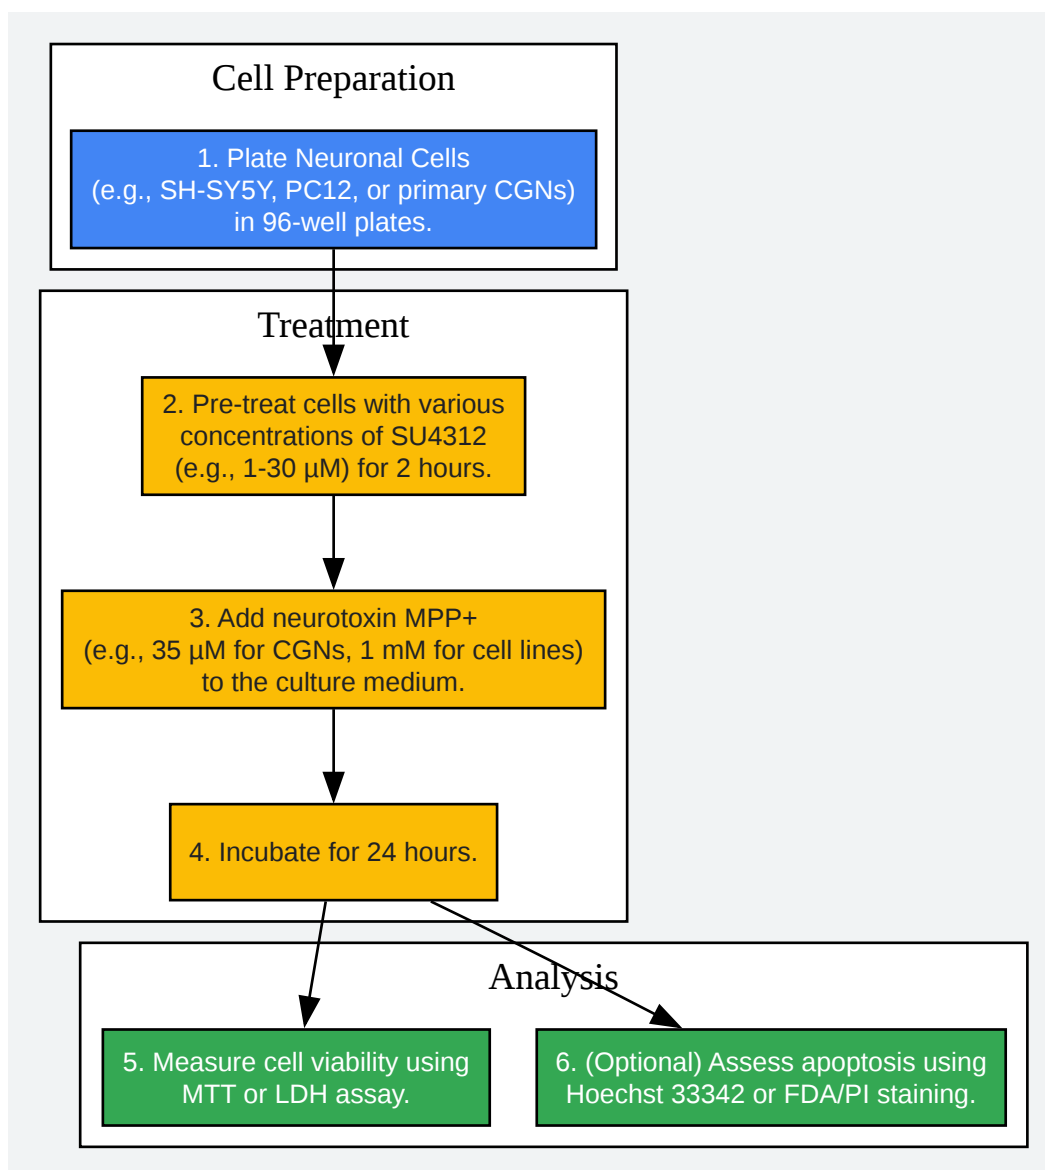 Cell Preparation
1. Plate Neuronal Cells
(e.g., SH-SY5Y, PC12, or primary CGNs)
in 96-well plates.
Treatment
2. Pre-treat cells with various
concentrations of SU4312
(e.g., 1-30 µM) for 2 hours.
3. Add neurotoxin MPP+
(e.g., 35 µM for CGNs, 1 mM for cell lines)
to the culture medium.
4. Incubate for 24 hours.
Analysis
5. Measure cell viability using
MTT or LDH assay.
6. (Optional) Assess apoptosis using
Hoechst 33342 or FDA/PI staining.